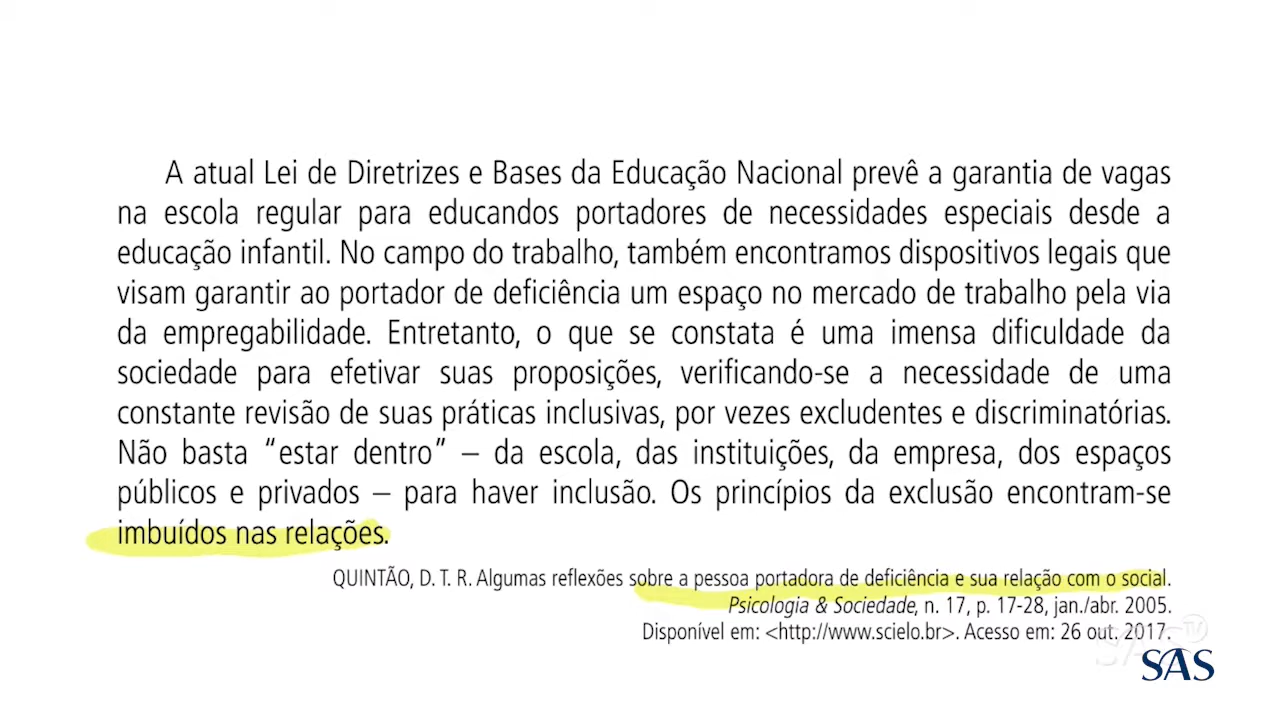 A atual Lei de Diretrizes e Bases da Educação Nacional prevê a garantia de vagas
na escola regular para educandos portadores de necessidades especiais desde a
educação infantil. No campo do trabalho, também encontramos dispositivos legais que
visam garantir ao portador de deficiência um espaço no mercado de trabalho pela via
da empregabilidade. Entretanto, o que se constata é uma imensa dificuldade da
sociedade para efetivar suas proposições, verificando-se a necessidade de uma
constante revisão de suas práticas inclusivas, por vezes excludentes e discriminatórias.
Não basta “estar dentro” – da escola, das instituições, da empresa, dos espaços
públicos e privados – para haver inclusão. Os princípios da exclusão encontram-se
imbuídos nas relações.
QUINTÃO, D. T. R. Algumas reflexões sobre a pessoa portadora de deficiência e sua relação com o social.
Psicologia & Sociedade, n. 17, p. 17-28, jan./abr. 2005.
Disponível em: <http://www.scielo.br>. Acesso em: 26 out. 2017.
SAS TV
SAS